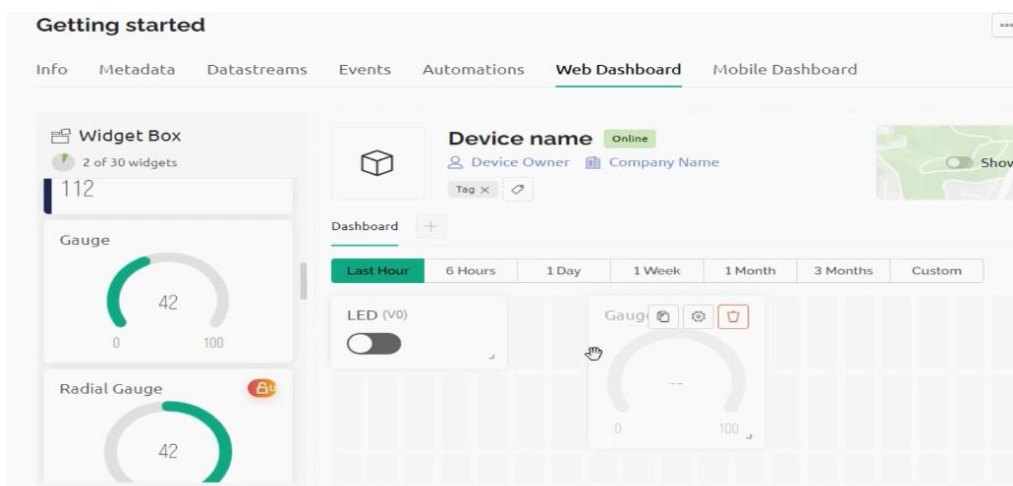 Getting started
Info Metadata Datastreams Events Automations Web Dashboard Mobile Dashboard
Widget Box
2 of 30 widgets
112
Gauge
42
0 100
Radial Gauge
42
Device name Online
Device Owner Company Name
Tag ×
Show
Dashboard +
Last Hour 6 Hours 1 Day 1 Week 1 Month 3 Months Custom
LED (V0)
Gauge
--
0 100